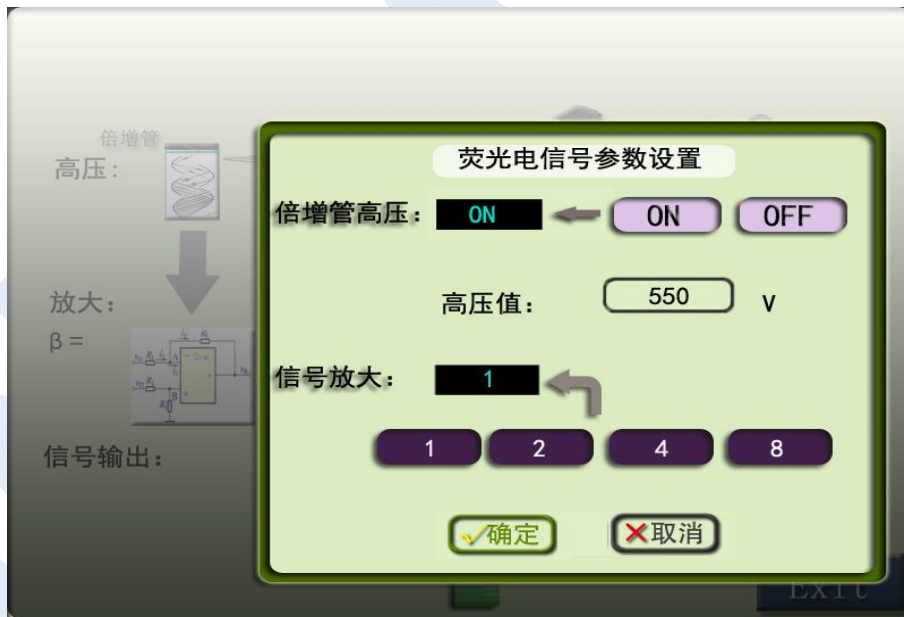 荧光电信号参数设置
倍增管
高压:
倍增管高压: ON ON OFF
放大:
高压值: 550 V
β =
信号放大: 1
1 2 4 8
信号输出:
确定 取消
Exit